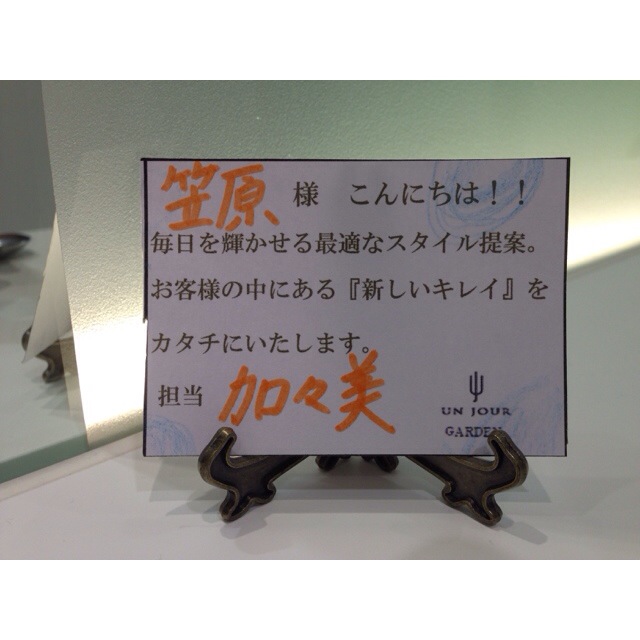 笠原 様 こんにちは！！
毎日を輝かせる最適なスタイル提案。
お客様の中にある『新しいキレイ』を
カタチにいたします。
担当 加々美
UN JOUR
GARDEN